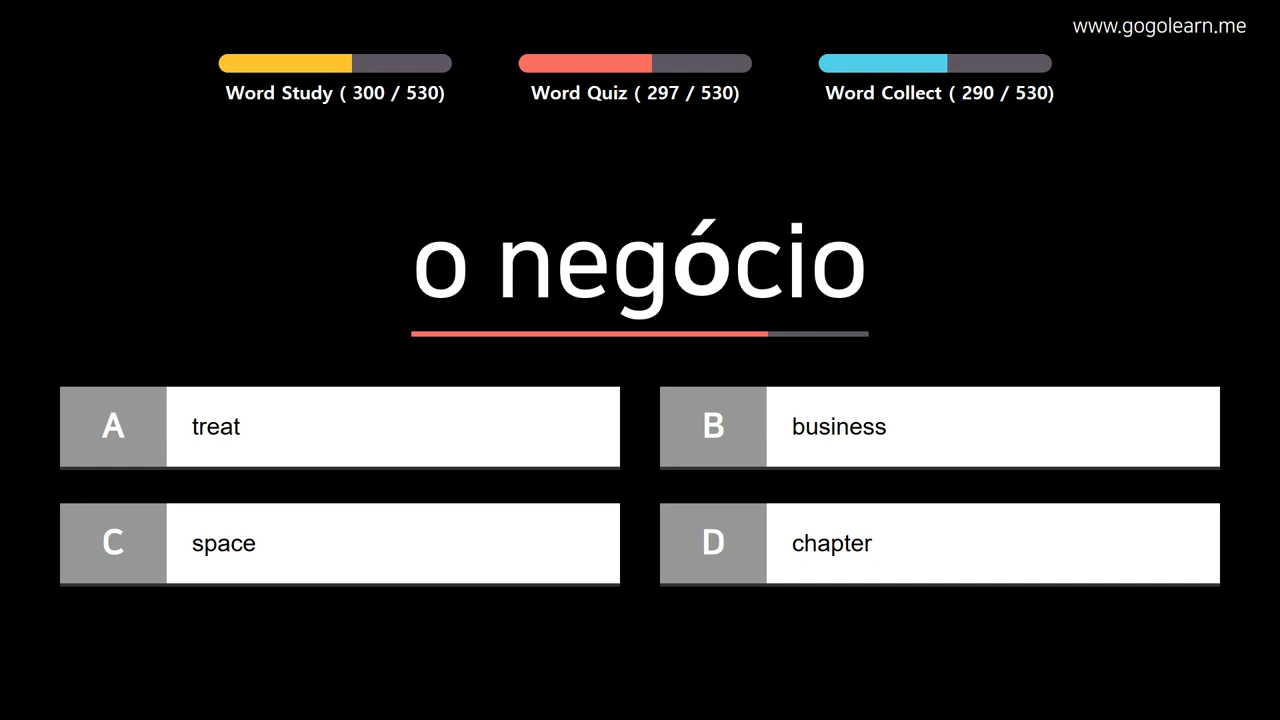 www.gogolearn.me
Word Study ( 300 / 530)
Word Quiz ( 297 / 530)
Word Collect ( 290 / 530)
o negócio
A treat
B business
C space
D chapter